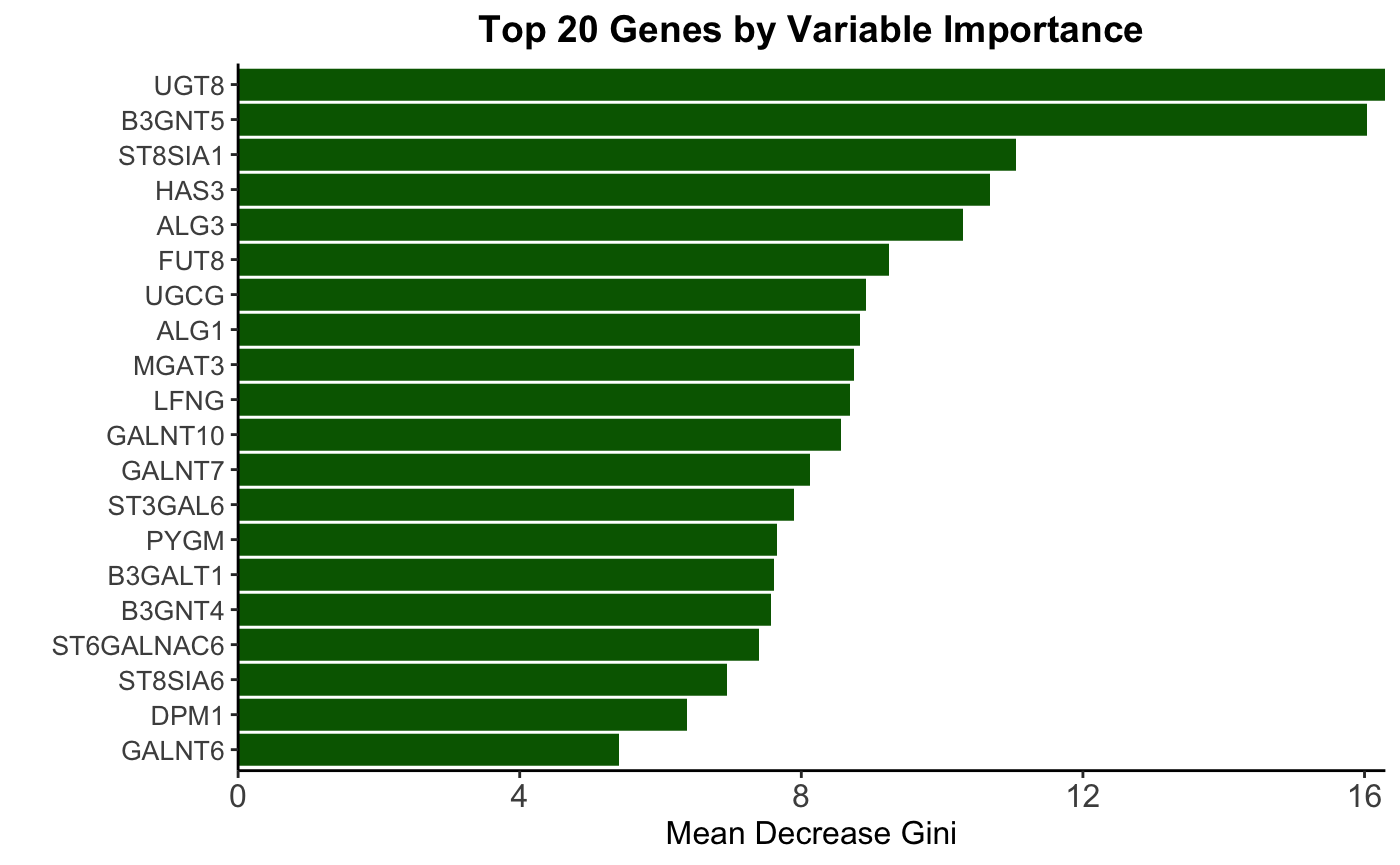 Top 20 Genes by Variable Importance
UGT8
B3GNT5
ST8SIA1
HAS3
ALG3
FUT8
UGCG
ALG1
MGAT3
LFNG
GALNT10
GALNT7
ST3GAL6
PYGM
B3GALT1
B3GNT4
ST6GALNAC6
ST8SIA6
DPM1
GALNT6
0 4 8 12 16
Mean Decrease Gini